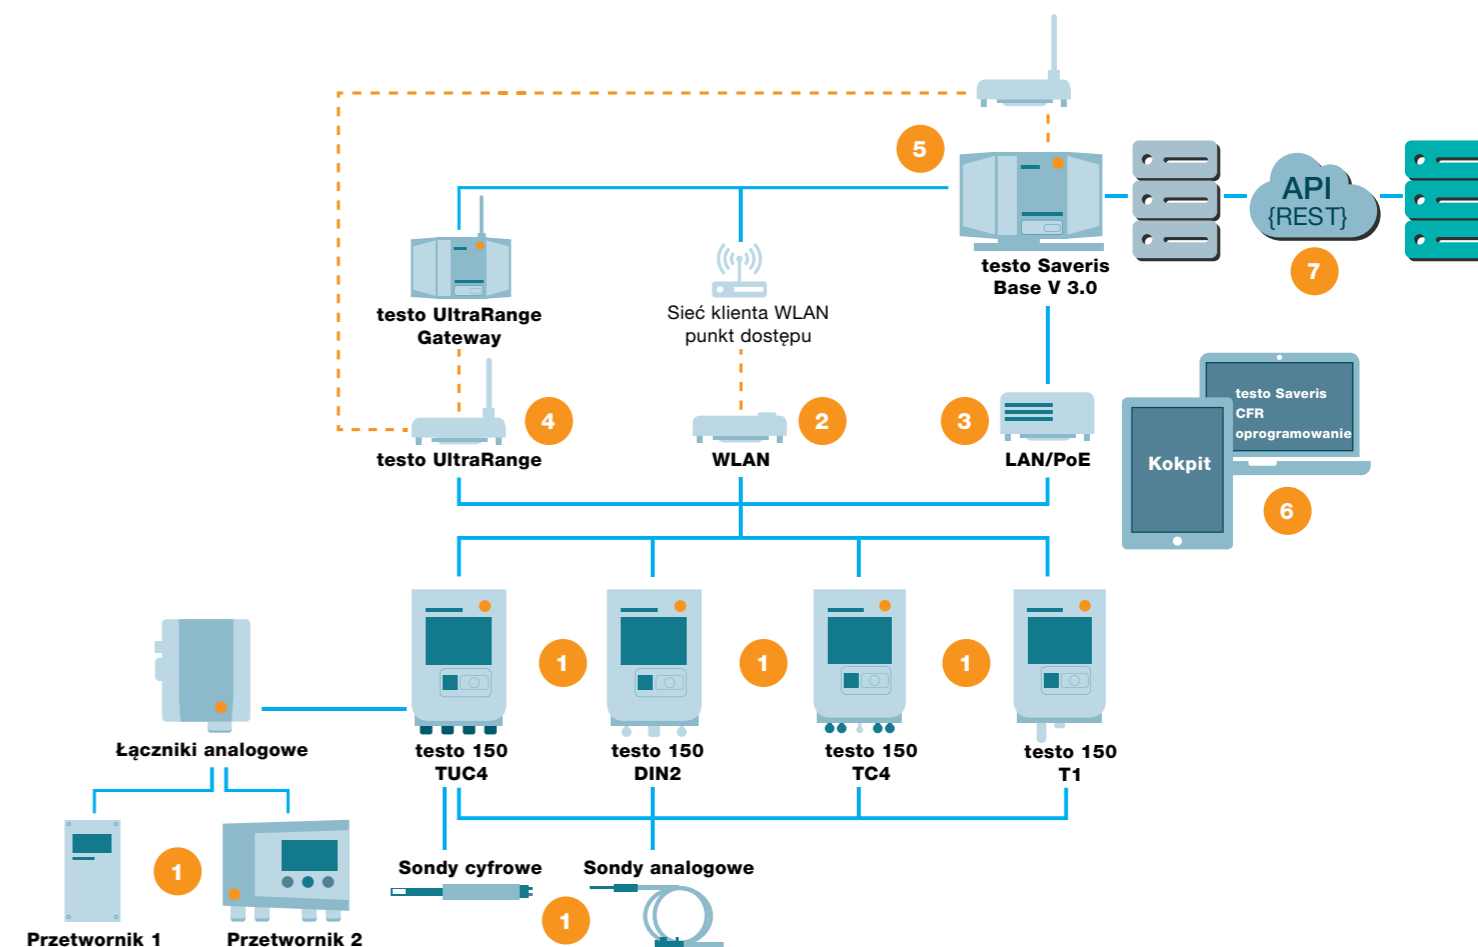 5
API
{REST}
7
testo Saveris
Base V 3.0
testo UltraRange
Gateway
Sieć klienta WLAN
punkt dostępu
testo Saveris
CFR
oprogramowanie
Kokpit
6
4
testo UltraRange
2
WLAN
3
LAN/PoE
1
1
1
Łączniki analogowe
testo 150
TUC4
testo 150
DIN2
testo 150
TC4
testo 150
T1
1
Sondy cyfrowe
Sondy analogowe
1
Przetwornik 1
Przetwornik 2